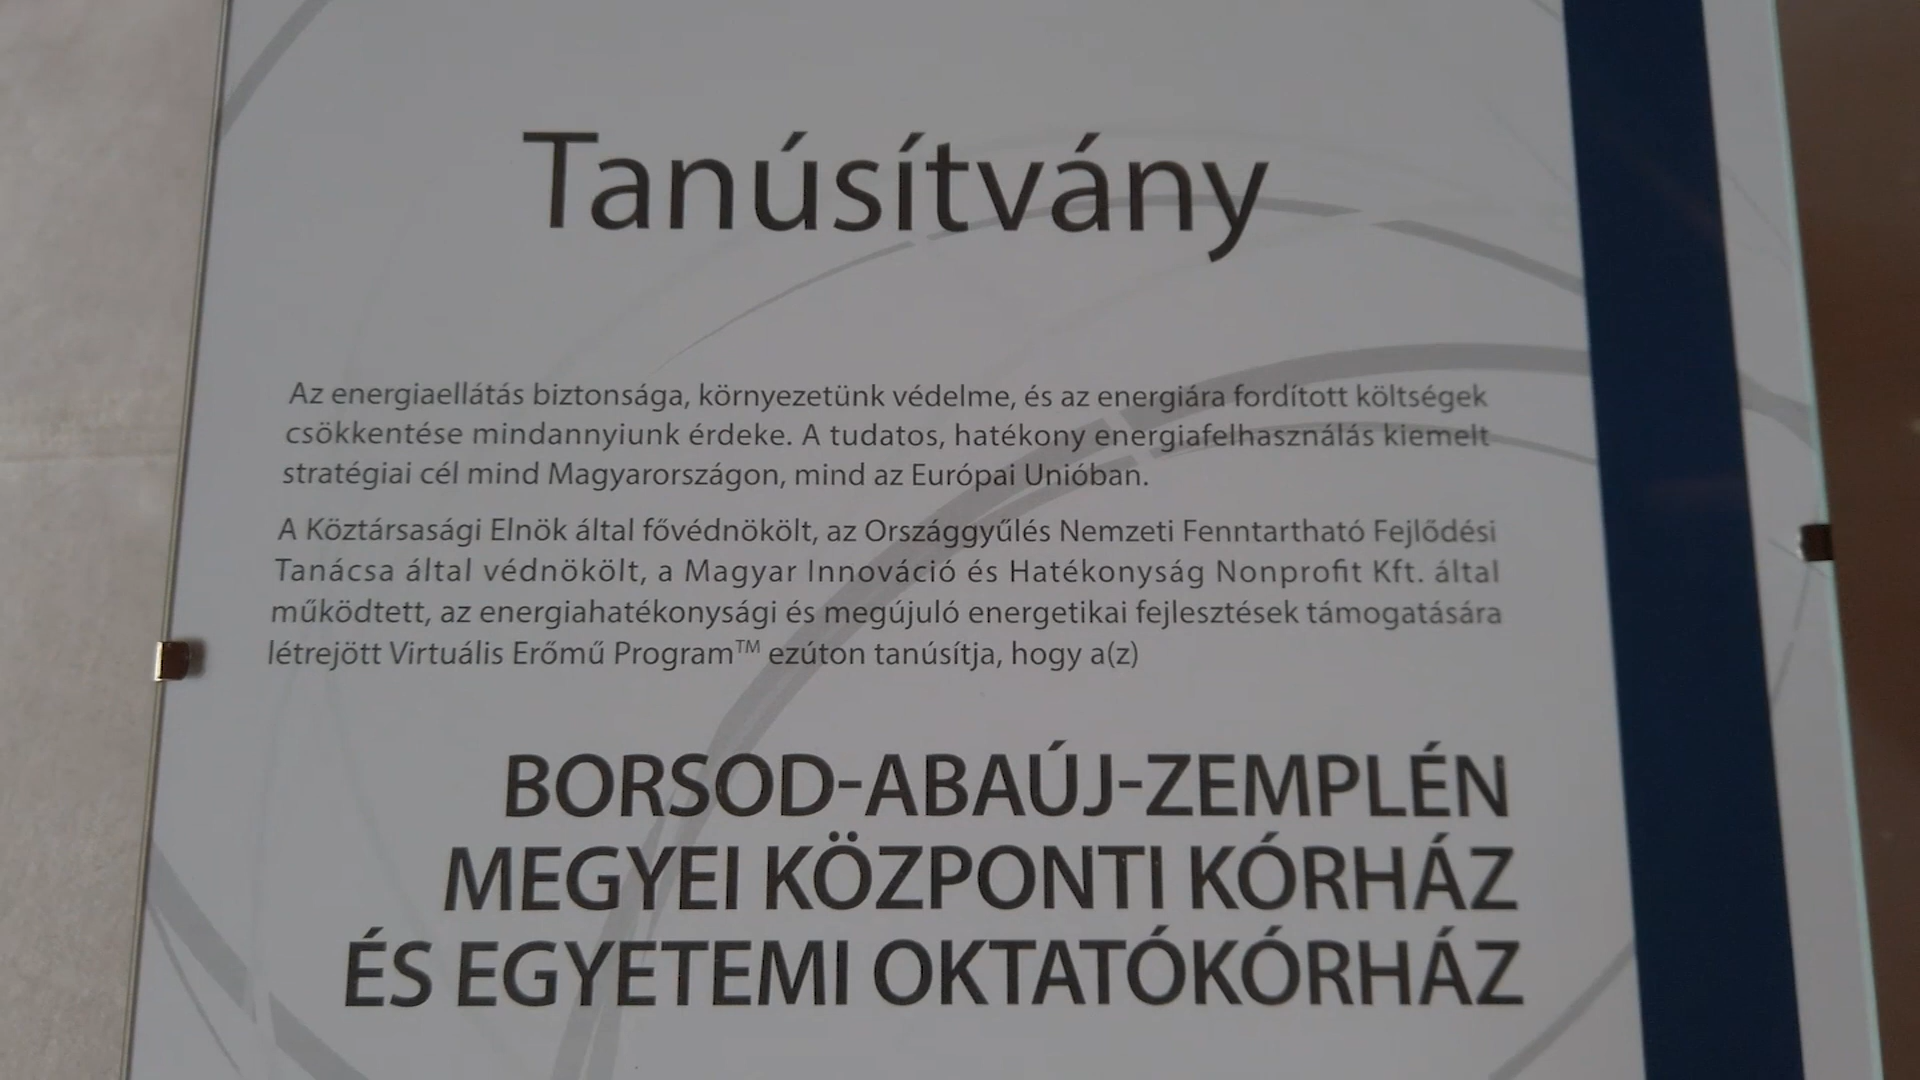 Tanúsítvány
Az energiaellátás biztonsága, környezetünk védelme, és az energiára fordított költségek
csökkentése mindannyiunk érdeke. A tudatos, hatékony energiafelhasználás kiemelt
stratégiai cél mind Magyarországon, mind az Európai Unióban.
A Köztársasági Elnök által fővédnökölt, az Országgyűlés Nemzeti Fenntartható Fejlődési
Tanácsa által védnökölt, a Magyar Innováció és Hatékonyság Nonprofit Kft. által
működtett, az energiahatékonysági és megújuló energetikai fejlesztések támogatására
létrejött Virtuális Erőmű Program™ ezúton tanúsítja, hogy a(z)
BORSOD-ABAÚJ-ZEMPLÉN
MEGYEI KÖZPONTI KÓRHÁZ
ÉS EGYETEMI OKTATÓKÓRHÁZ